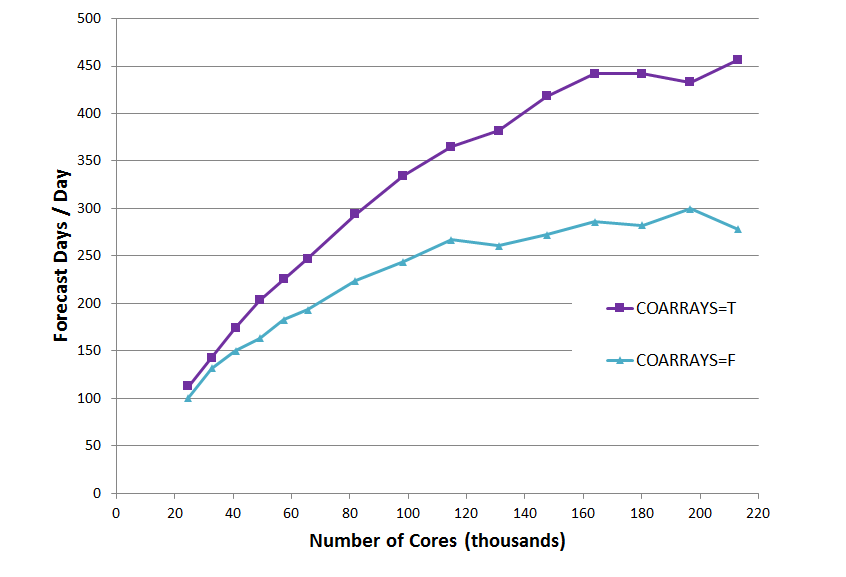 500
450
400
350
300
250
200
150
100
50
0
Forecast Days / Day
COARRAYS=T
COARRAYS=F
0 20 40 60 80 100 120 140 160 180 200 220
Number of Cores (thousands)